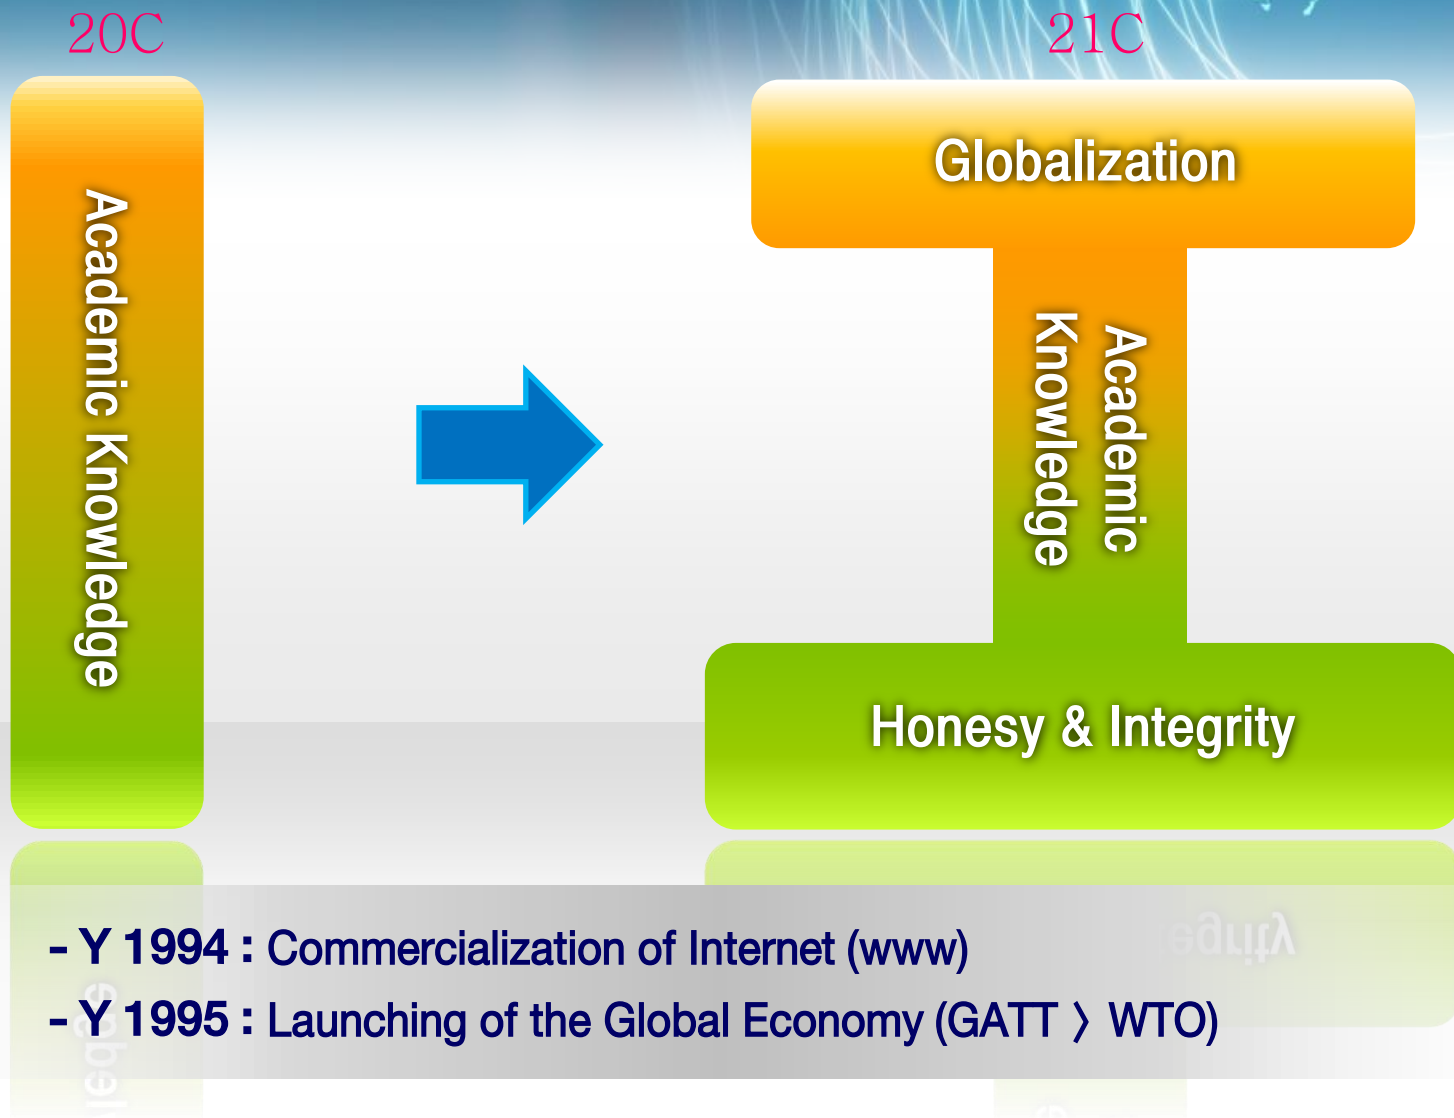 20C
21C
Academic Knowledge
Globalization
Academic
Knowledge
Honesy & Integrity
- Y 1994 : Commercialization of Internet (www)
- Y 1995 : Launching of the Global Economy (GATT 〉 WTO)